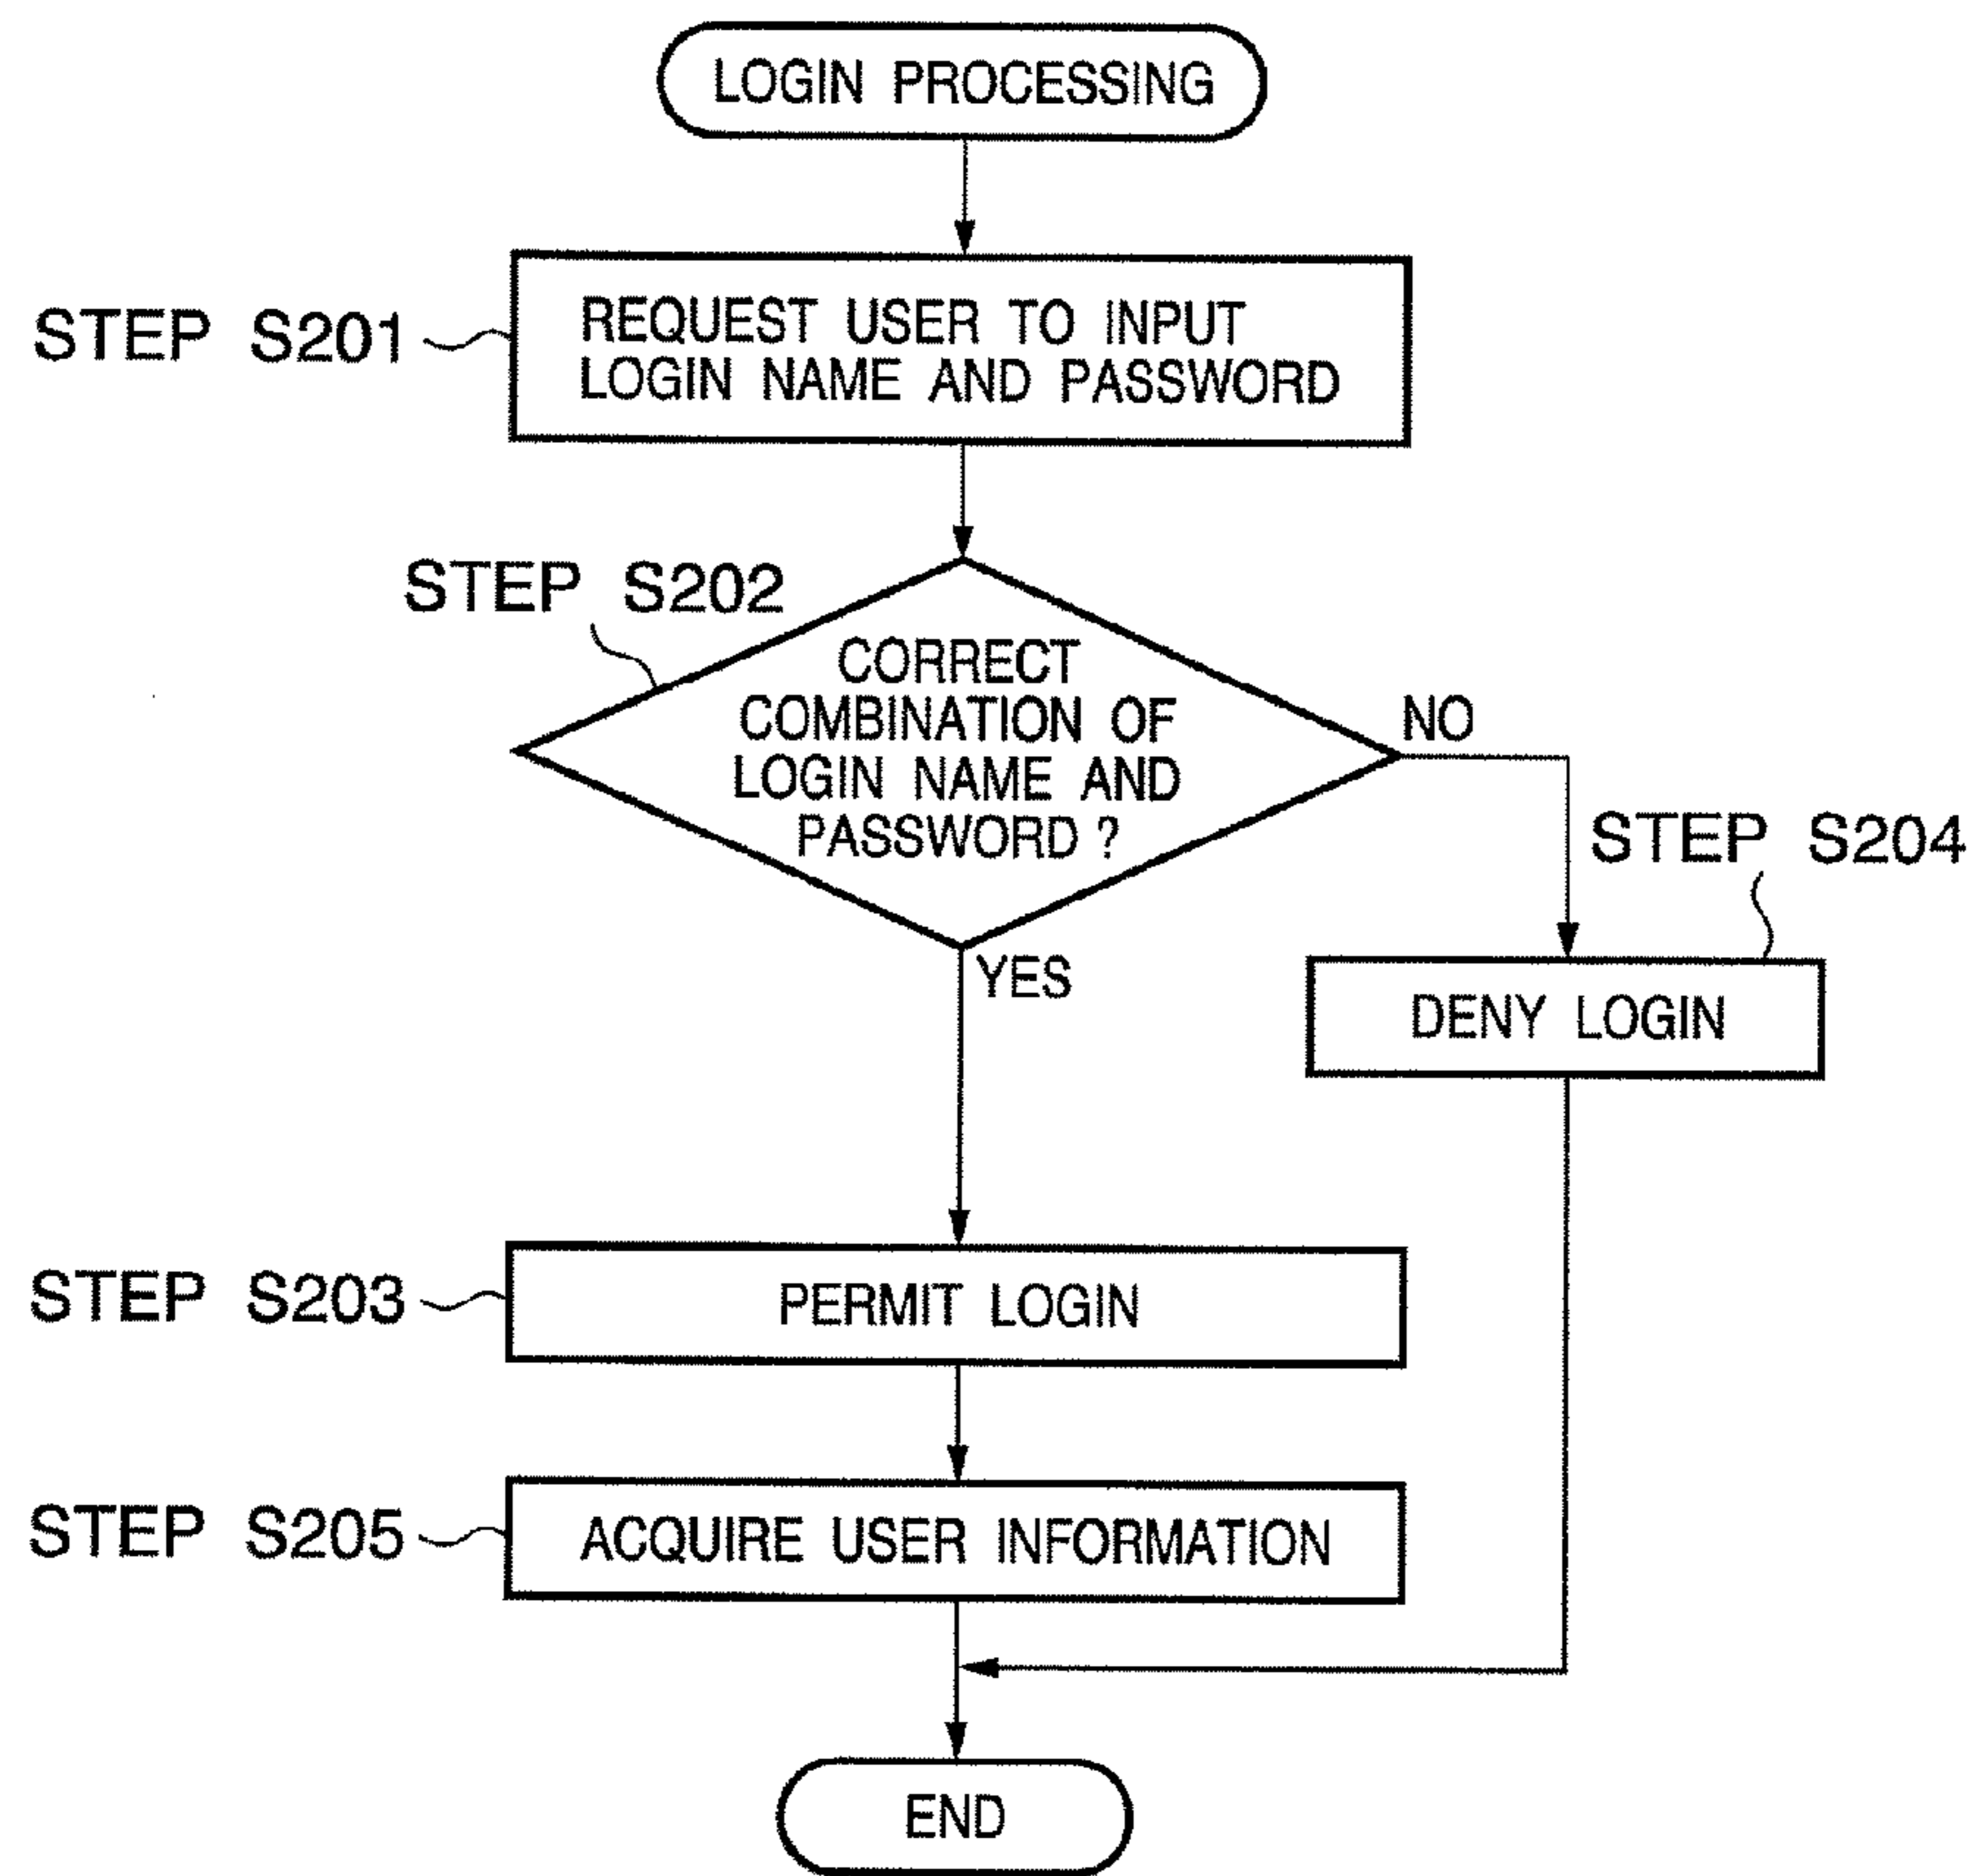 LOGIN PROCESSING
STEP S201
REQUEST USER TO INPUT
LOGIN NAME AND PASSWORD
STEP S202
CORRECT
COMBINATION OF
LOGIN NAME AND
PASSWORD ?
NO
STEP S204
YES
DENY LOGIN
STEP S203
PERMIT LOGIN
STEP S205
ACQUIRE USER INFORMATION
END